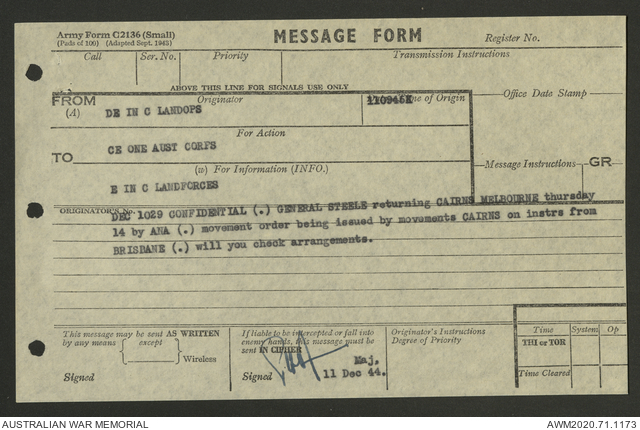 Army Form C2136 (Small)
(Pads of 100) (Adapted Sept. 1943)
MESSAGE FORM
Register No.
Call
Ser. No.
Priority
Transmission Instructions
ABOVE THIS LINE FOR SIGNALS USE ONLY
FROM
(A)
Originator
110945K
of Origin
Office Date Stamp
DE IN C LANDOPS
For Action
TO
CE ONE AUST CORPS
(w) For Information (INFO.)
Message Instructions
GR
E IN C LANDFORCES
ORIGINATOR'S No.
DEC 1029 CONFIDENTIAL (.) GENERAL STEELE returning CAIRNS MELBOURNE thursday
14 by ANA (.) movement order being issued by movements CAIRNS on instrs from
BRISBANE (.) will you check arrangements.
This message may be sent AS WRITTEN
by any means
except
Wireless
Signed
If liable to be intercepted or fall into
enemy hands, this message must be
sent IN CIPHER
Signed
Maj.
11 Dec 44.
Originator's Instructions
Degree of Priority
Time
System
Op
THI or TOR
Time Cleared
AUSTRALIAN WAR MEMORIAL
AWM2020.71.1173